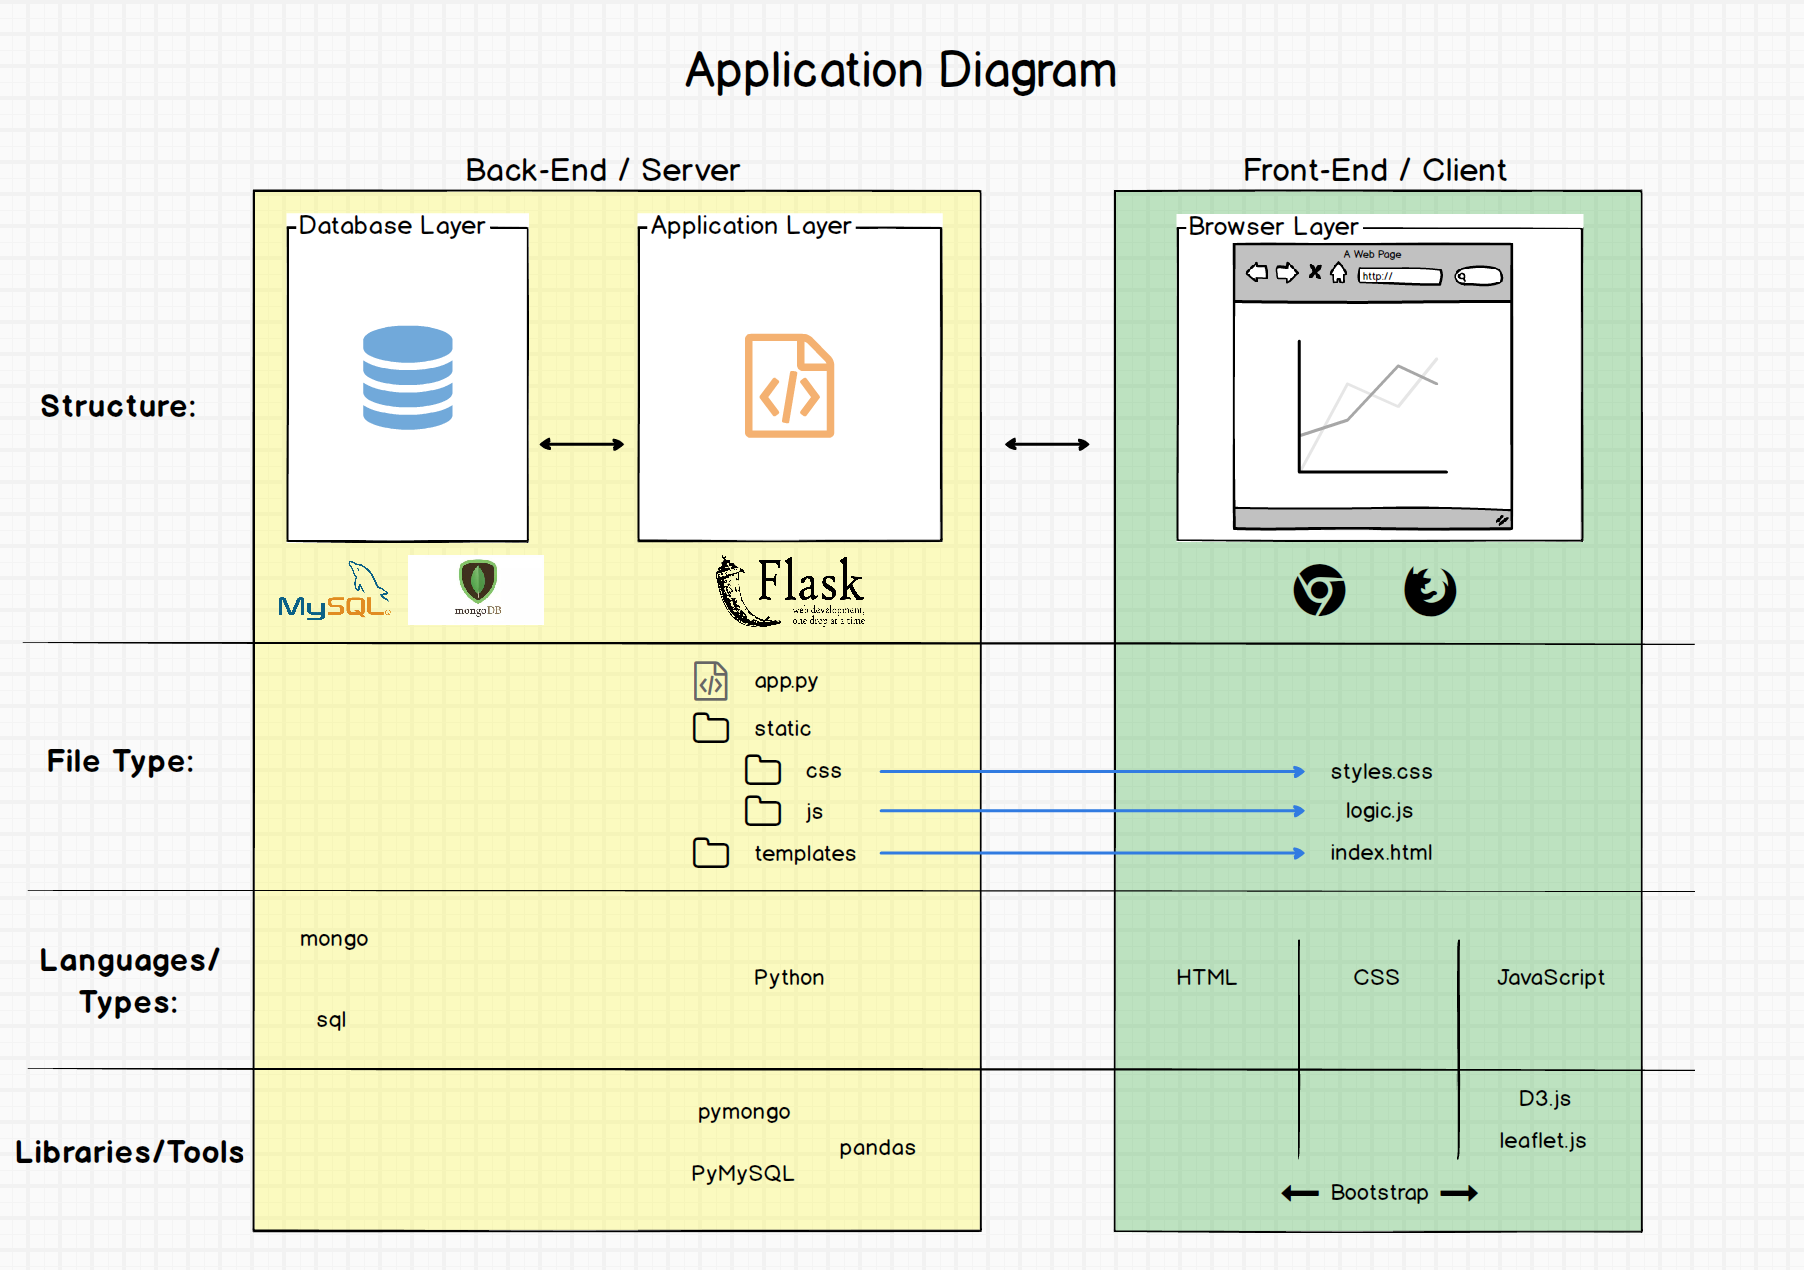 Application Diagram
Back-End / Server
Front-End / Client
Database Layer
Application Layer
Browser Layer
A Web Page
http://
Structure:
MySQL
mongoDB
Flask
web development,
one drop at a time
File Type:
app.py
static
css
js
templates
styles.css
logic.js
index.html
Languages/
Types:
mongo
sql
Python
HTML
CSS
JavaScript
Libraries/Tools
pymongo
pandas
PyMySQL
D3.js
leaflet.js
Bootstrap